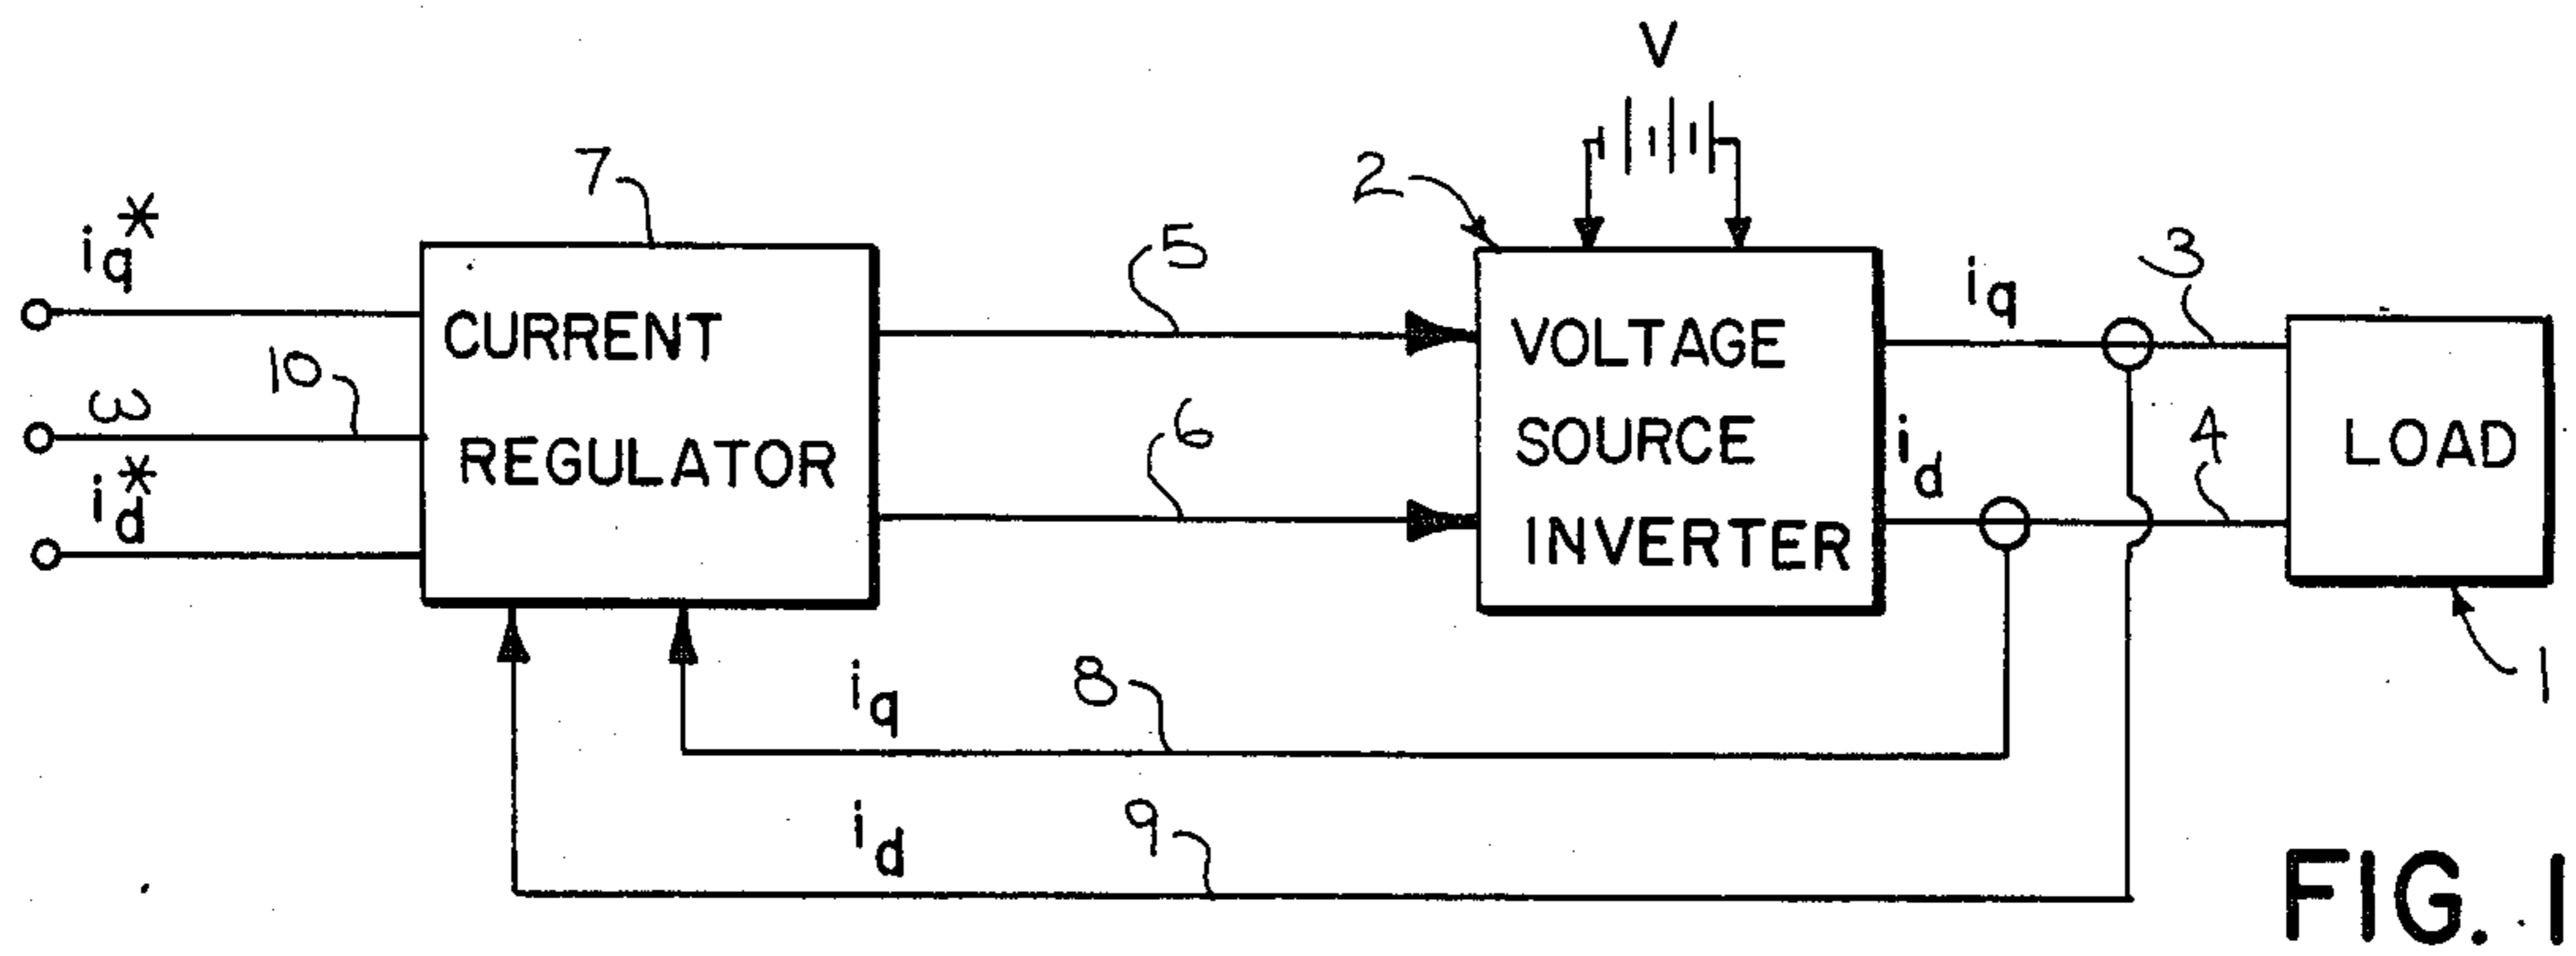 V
7
2
5
3
iq*
iq
CURRENT
VOLTAGE
10
6
4
ω
SOURCE
id
LOAD
REGULATOR
id*
INVERTER
8
1
iq
9
id
FIG. 1